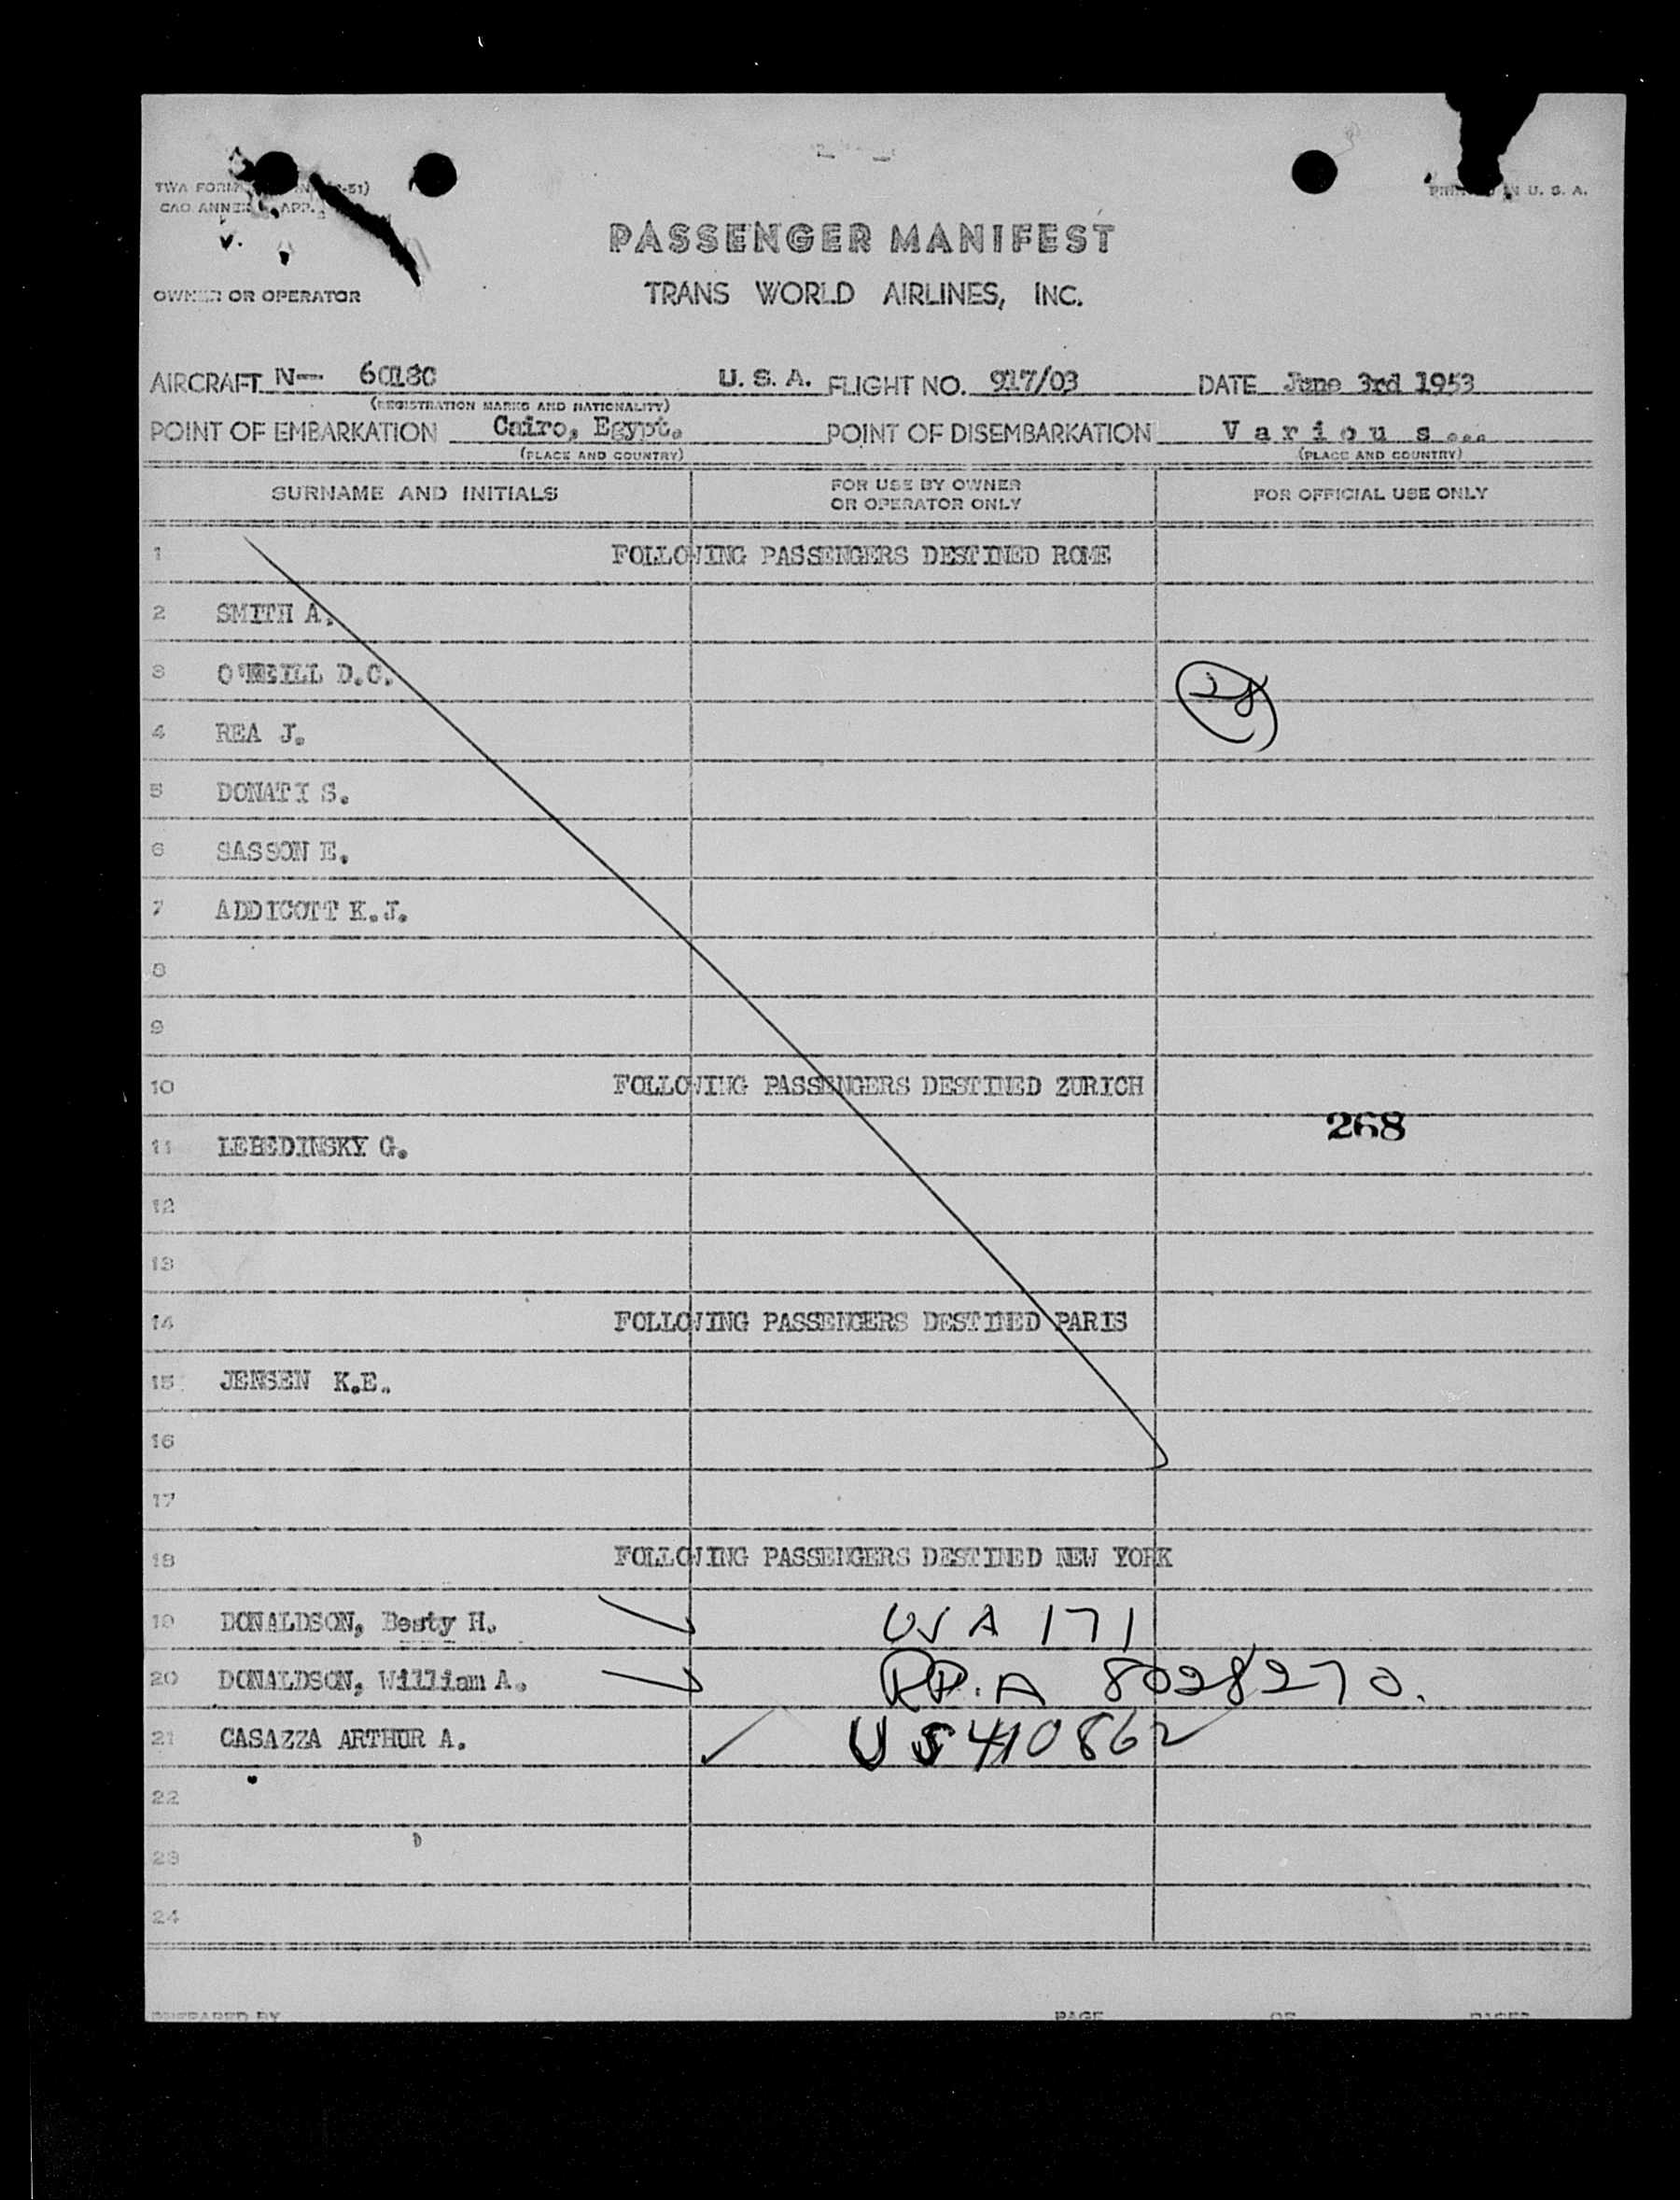 TWA FORM
PRINTED IN U. S. A.
PASSENGER MANIFEST
OWNER OR OPERATOR
TRANS WORLD AIRLINES, INC.
AIRCRAFT N- 6018C U. S. A. FLIGHT NO. 917/03 DATE June 3rd 1953
(REGISTRATION MARKS AND NATIONALITY)
POINT OF EMBARKATION Cairo, Egypt. POINT OF DISEMBARKATION V a r i o u s...
(PLACE AND COUNTRY) (PLACE AND COUNTRY)
SURNAME AND INITIALS FOR USE BY OWNER OR OPERATOR ONLY FOR OFFICIAL USE ONLY
1 FOLLOWING PASSENGERS DESTINED ROME
2 SMITH A.
3 O'NEILL D.C.
28
4 REA J.
5 DONATI S.
6 SASSON E.
7 ADDICOTT K.J.
8
9
10 FOLLOWING PASSENGERS DESTINED ZURICH
268
11 LEBEDINSKY G.
12
13
14 FOLLOWING PASSENGERS DESTINED PARIS
15 JENSEN K.E.
16
17
18 FOLLOWING PASSENGERS DESTINED NEW YORK
19 DONALDSON, Besty H. USA 171
20 DONALDSON, William A. PP.A 8028270.
21 CASAZZA ARTHUR A. US 410862
22
23
24
PREPARED BY PAGE OF PAGES